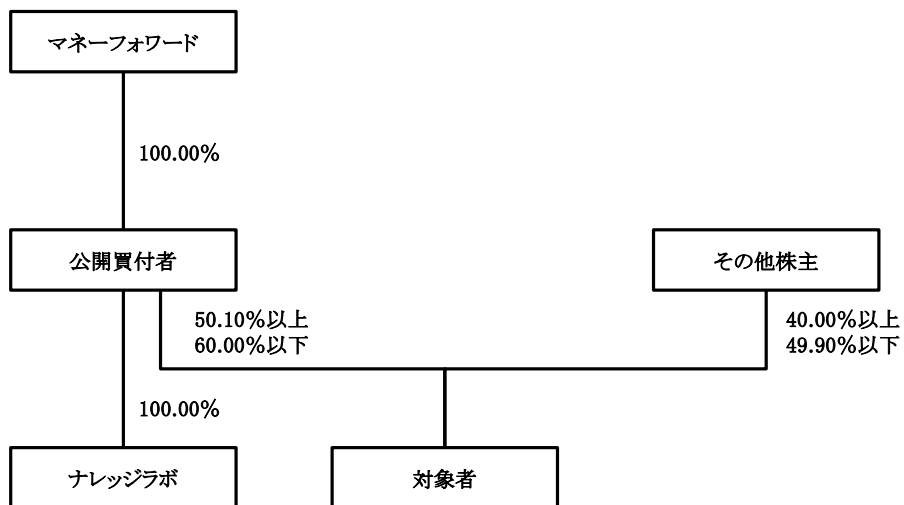 マネーフォワード
100.00%
公開買付者
その他株主
50.10%以上
60.00%以下
40.00%以上
49.90%以下
100.00%
ナレッジラボ
対象者